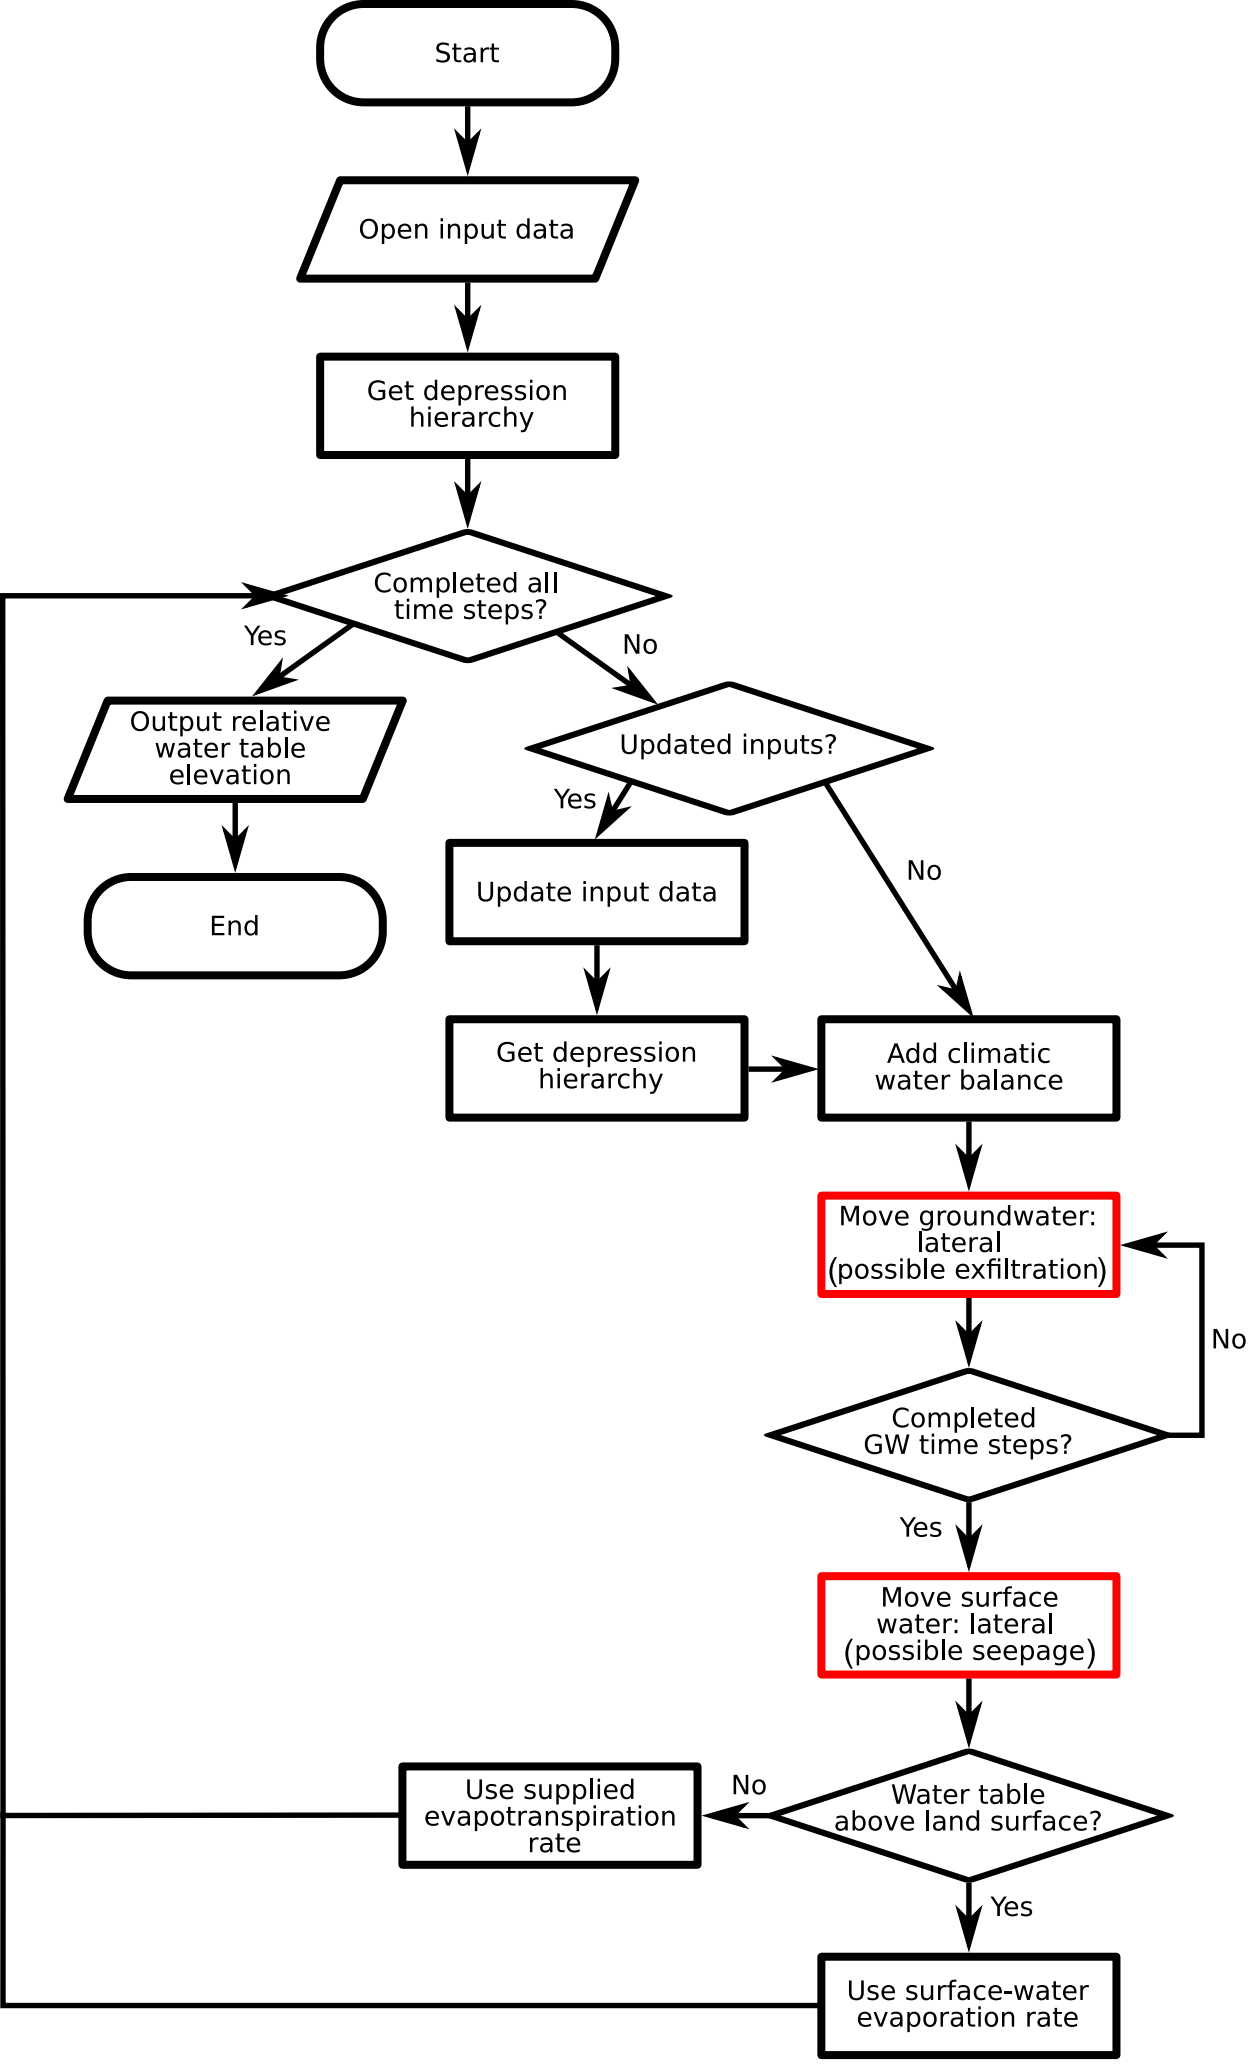 Start
Open input data
Get depression
hierarchy
Completed all
time steps?
Yes
No
Output relative
water table
elevation
Updated inputs?
Yes
No
Update input data
End
Get depression
hierarchy
Add climatic
water balance
Move groundwater:
lateral
(possible exfiltration)
No
Completed
GW time steps?
Yes
Move surface
water: lateral
(possible seepage)
Water table
above land surface?
No
Use supplied
evapotranspiration
rate
Yes
Use surface-water
evaporation rate